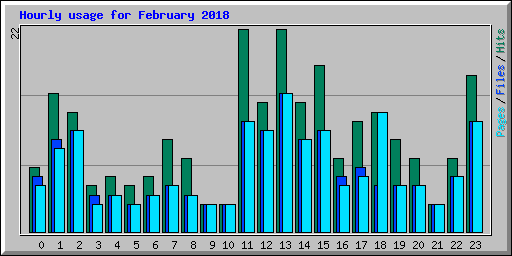 Hourly usage for February 2018
22
Pages / Files / Hits
0 1 2 3 4 5 6 7 8 9 10 11 12 13 14 15 16 17 18 19 20 21 22 23